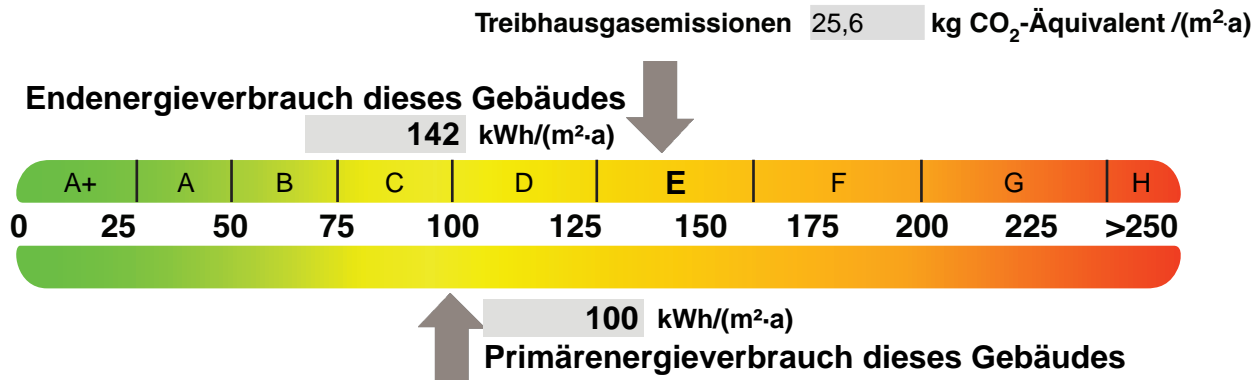 Treibhausgasemissionen 25,6 kg CO₂-Äquivalent /(m²·a)
Endenergieverbrauch dieses Gebäudes
142 kWh/(m²·a)
A+ A B C D E F G H
0 25 50 75 100 125 150 175 200 225 >250
100 kWh/(m²·a)
Primärenergieverbrauch dieses Gebäudes